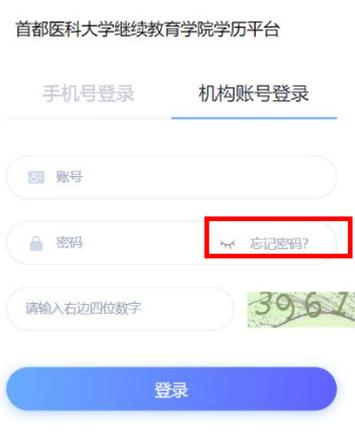 首都医科大学继续教育学院学历平台
手机号登录 机构账号登录
账号
密码 忘记密码?
请输入右边四位数字 3961
登录